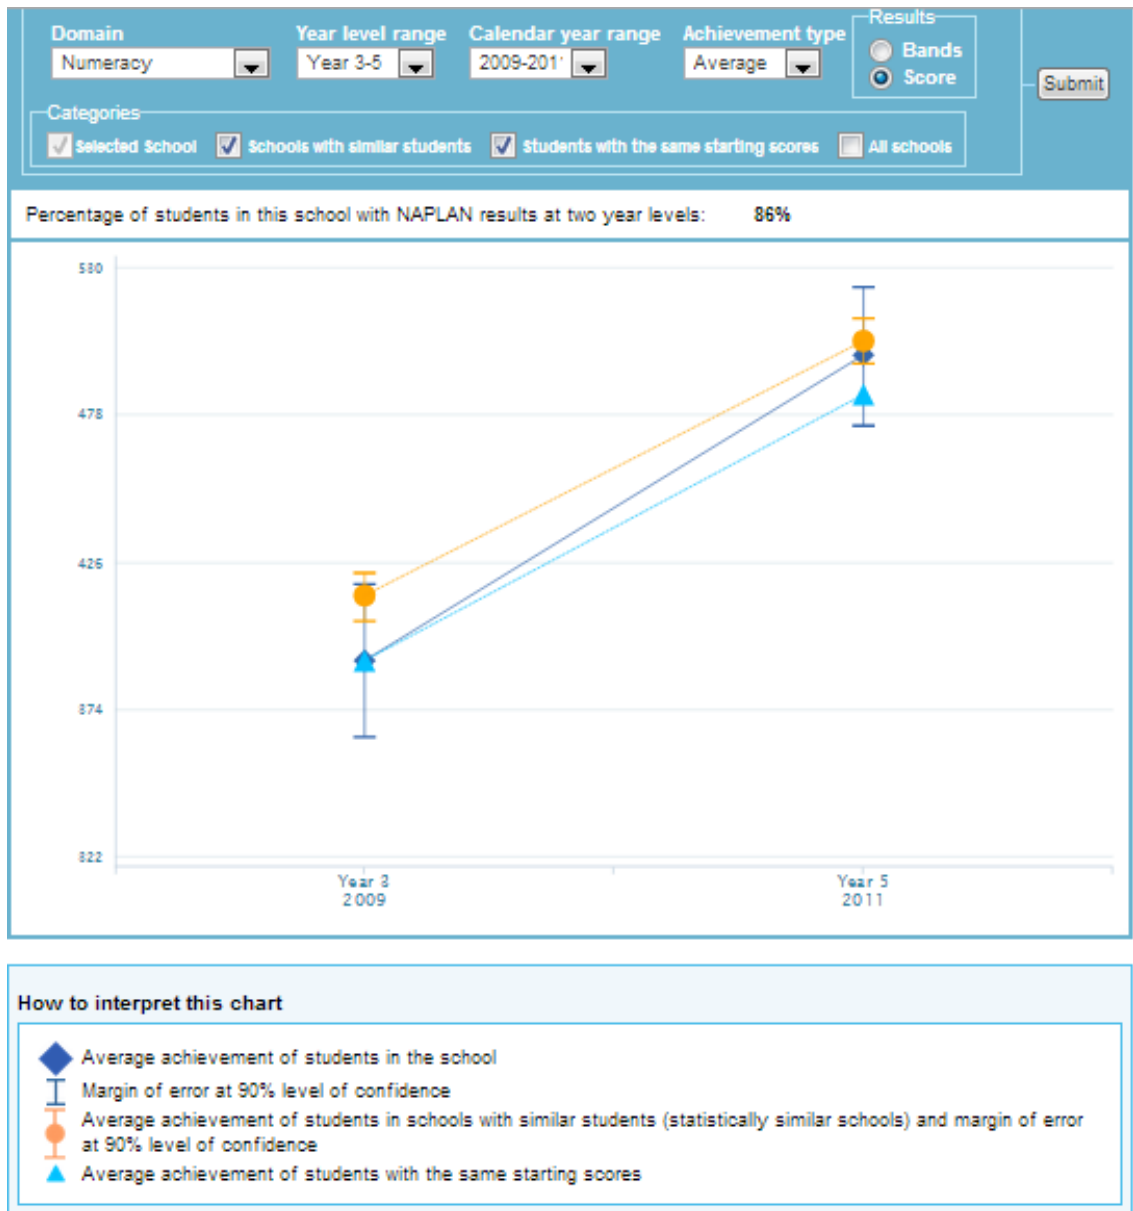 Domain Year level range Calendar year range Achievement type Results
Numeracy Year 3-5 2009-201' Average Bands
Score
Submit
Categories
Selected School Schools with similar students Students with the same starting scores All schools
Percentage of students in this school with NAPLAN results at two year levels: 86%
530
478
426
374
322
Year 3 Year 5
2009 2011
How to interpret this chart
Average achievement of students in the school
Margin of error at 90% level of confidence
Average achievement of students in schools with similar students (statistically similar schools) and margin of error
at 90% level of confidence
Average achievement of students with the same starting scores